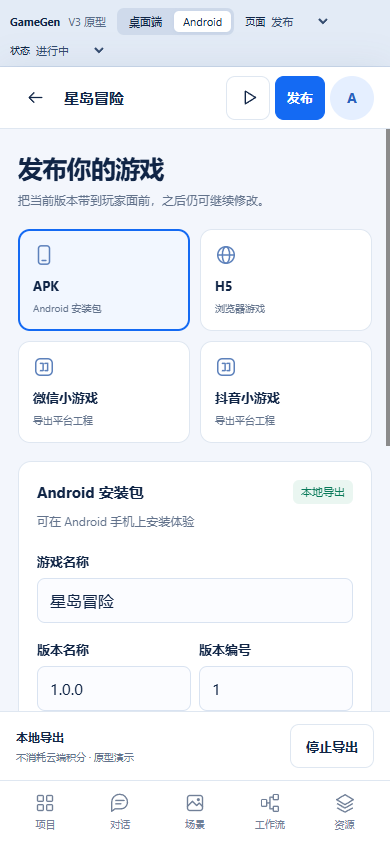 GameGen V3 原型 桌面端 Android 页面 发布
状态 进行中
星岛冒险 发布 A
发布你的游戏
把当前版本带到玩家面前，之后仍可继续修改。
APK
Android 安装包
H5
浏览器游戏
微信小游戏
导出平台工程
抖音小游戏
导出平台工程
Android 安装包 本地导出
可在 Android 手机上安装体验
游戏名称
星岛冒险
版本名称 版本编号
1.0.0 1
本地导出
不消耗云端积分 · 原型演示
停止导出
项目 对话 场景 工作流 资源